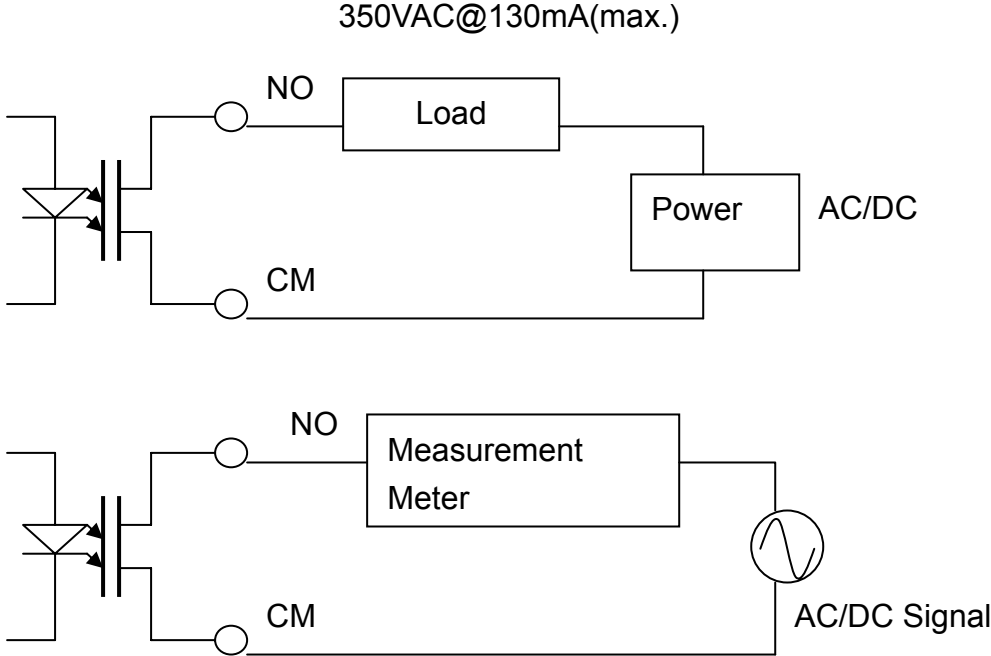 350VAC@130mA(max.)
NO
Load
Power
AC/DC
CM
NO
Measurement
Meter
CM
AC/DC Signal